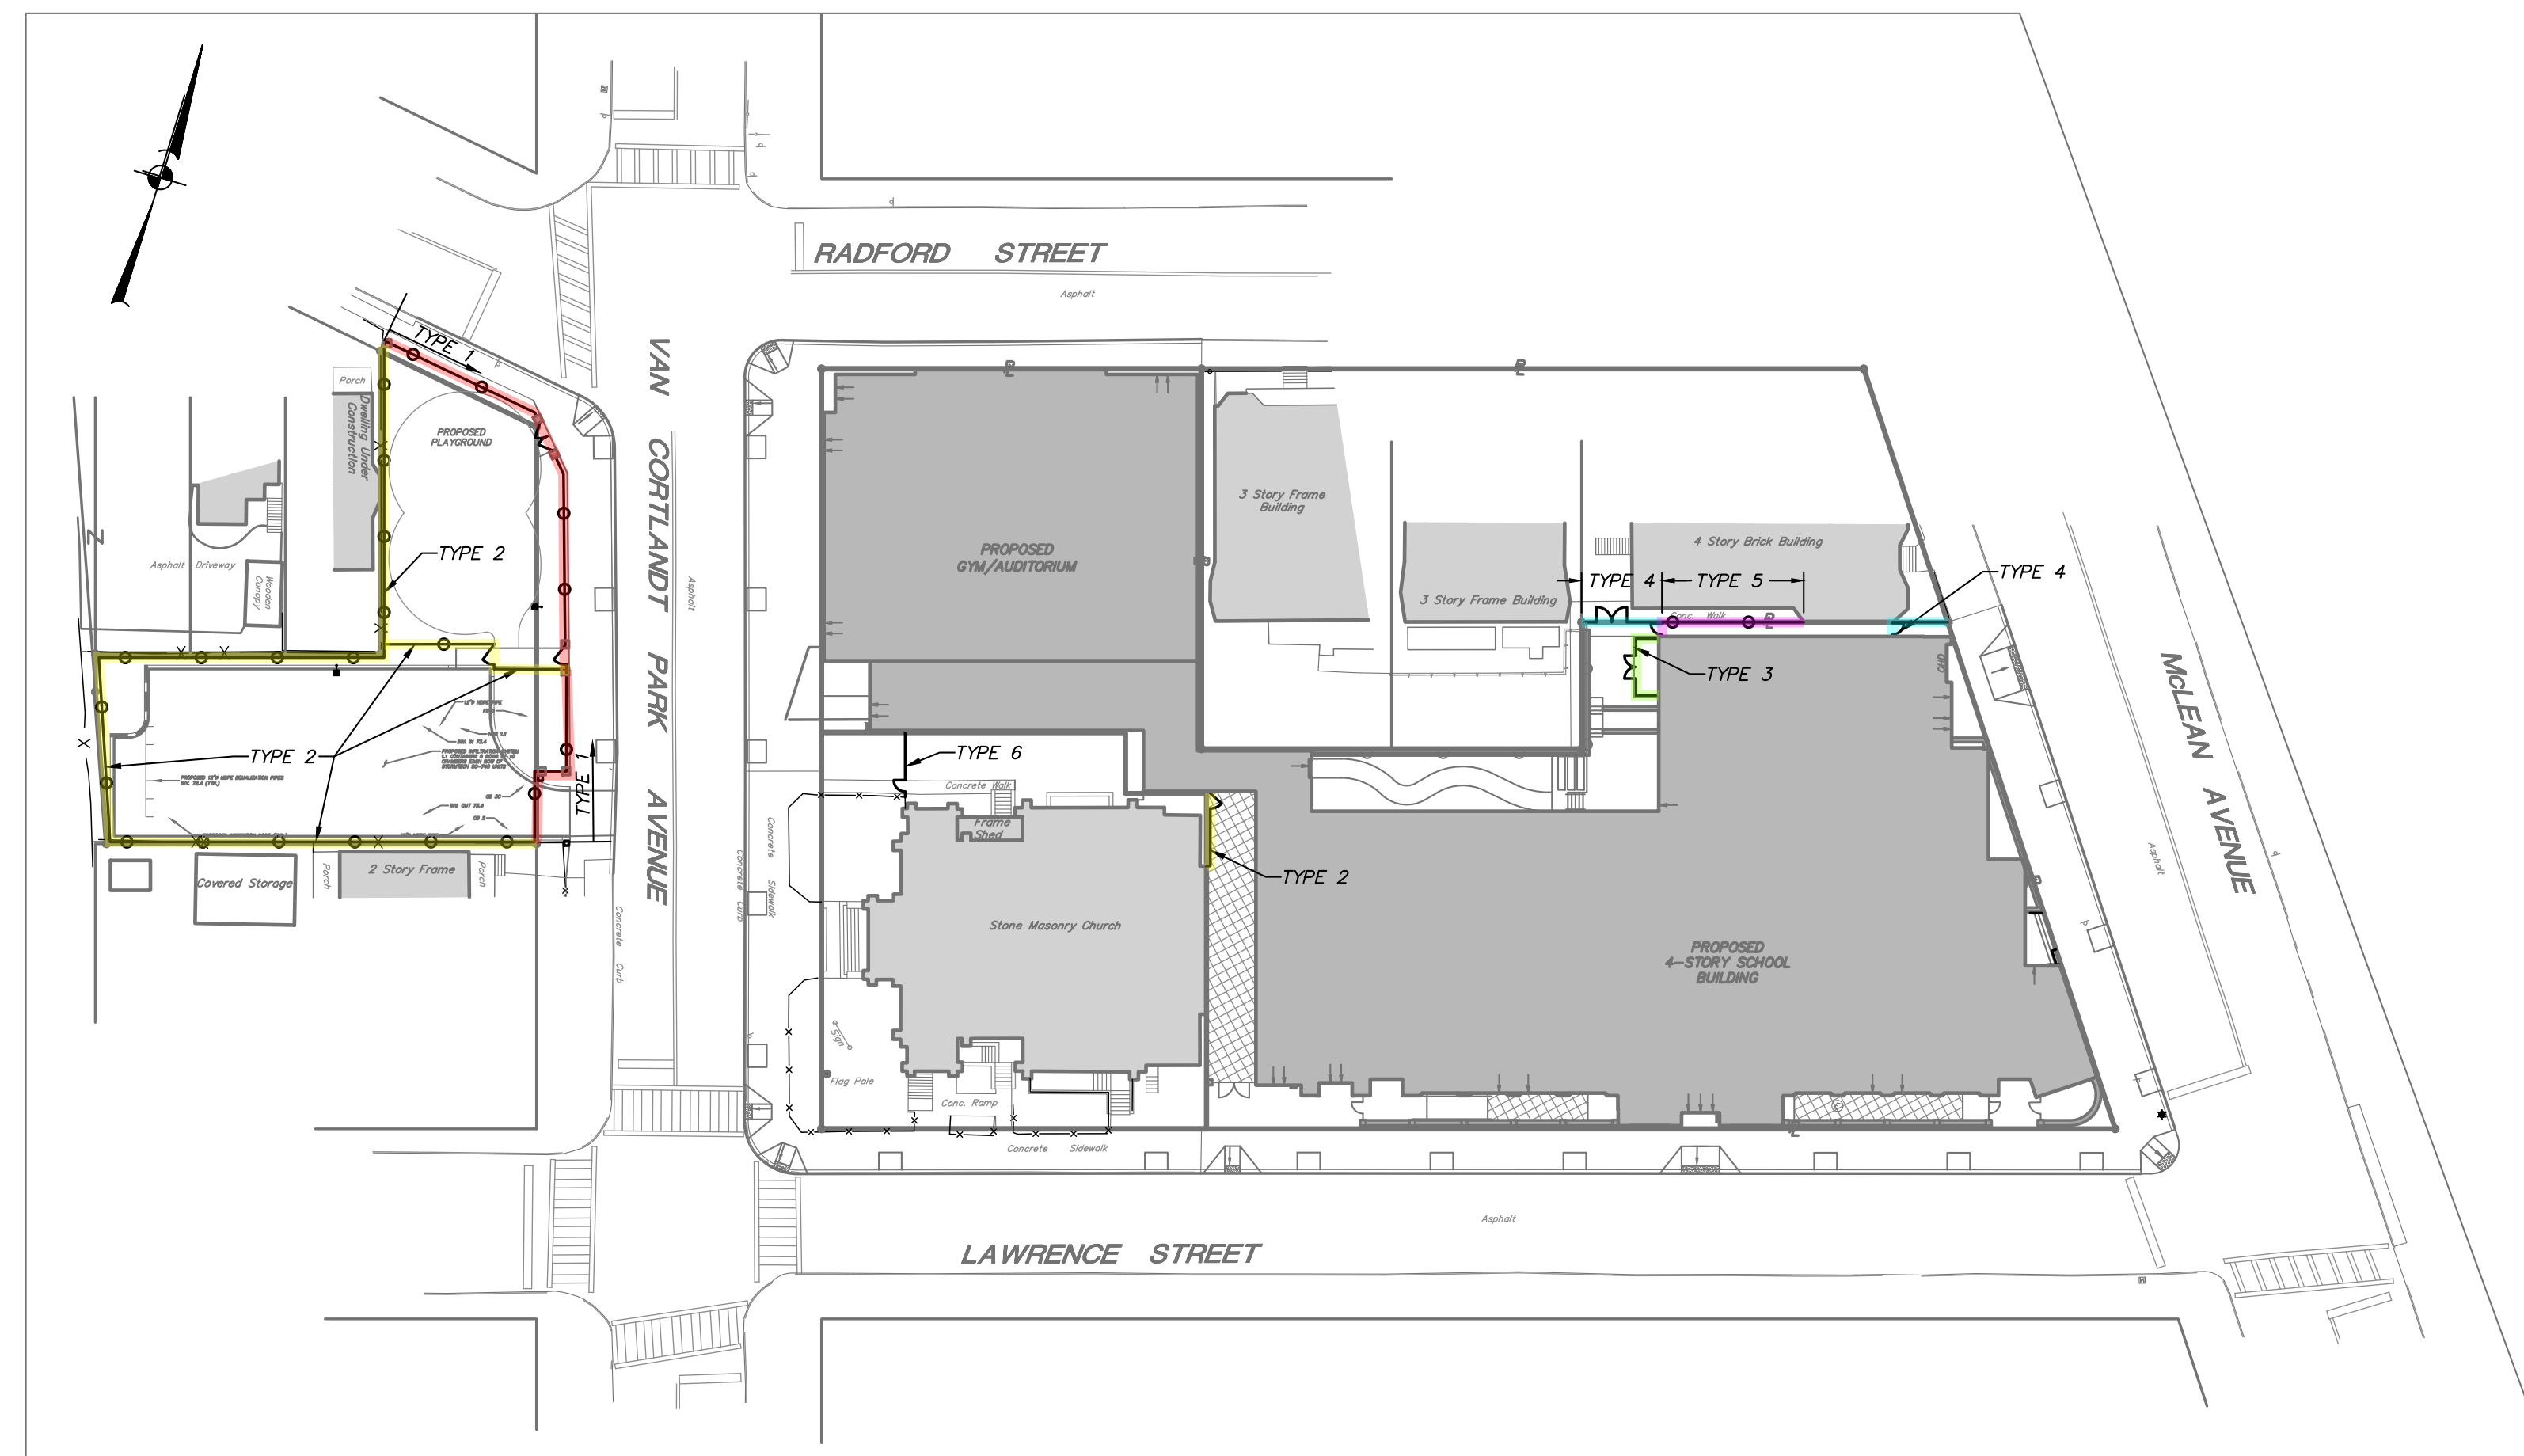 RADFORD STREET
Asphalt
TYPE 1
VAN CORTLANDT PARK AVENUE
Porch
Dwelling Under
Construction
PROPOSED
PLAYGROUND
TYPE 2
Asphalt Driveway
Wooden
Canopy
Z
Asphalt
PROPOSED
GYM/AUDITORIUM
3 Story Frame
Building
3 Story Frame Building
4 Story Brick Building
TYPE 4
TYPE 5
TYPE 4
Conc. Walk
TYPE 3
OHD
McLEAN AVENUE
Asphalt
TYPE 2
TYPE 1
TYPE 6
Concrete Walk
Frame
Shed
TYPE 2
Covered Storage
Porch
2 Story Frame
Porch
Concrete Curb
Concrete Curb
Concrete Sidewalk
Stone Masonry Church
PROPOSED
4-STORY SCHOOL
BUILDING
Sign
Flag Pole
Conc. Ramp
Concrete Sidewalk
Asphalt
LAWRENCE STREET